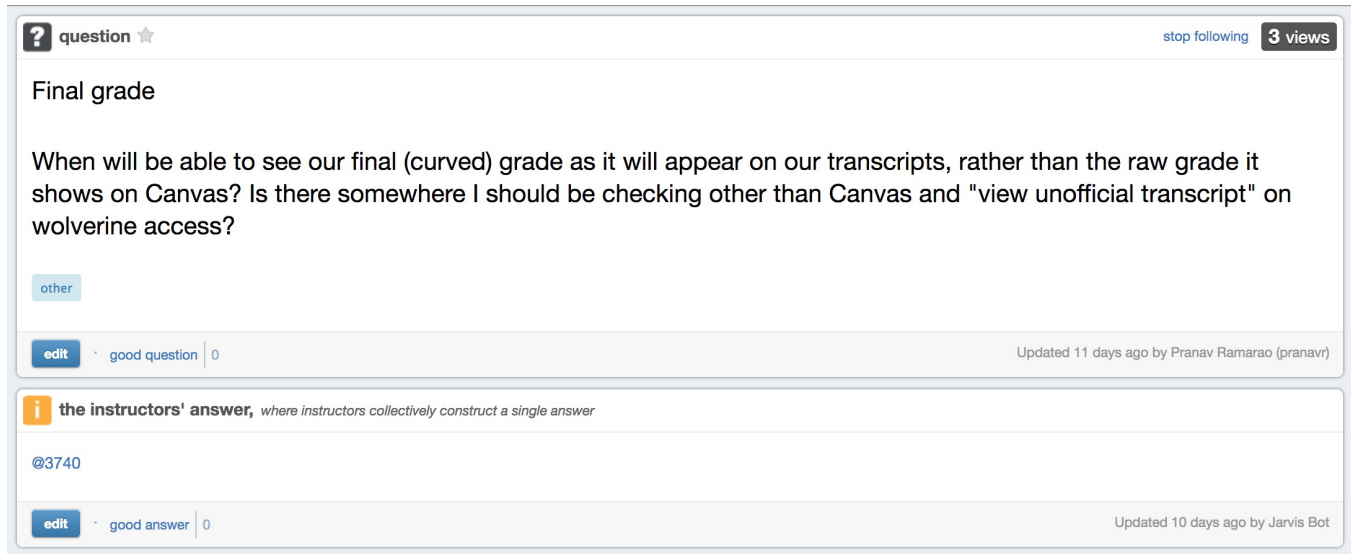 ? question
stop following
3 views
Final grade
When will be able to see our final (curved) grade as it will appear on our transcripts, rather than the raw grade it
shows on Canvas? Is there somewhere I should be checking other than Canvas and "view unofficial transcript" on
wolverine access?
other
edit · good question 0
Updated 11 days ago by Pranav Ramarao (pranavr)
i the instructors' answer, where instructors collectively construct a single answer
@3740
edit · good answer 0
Updated 10 days ago by Jarvis Bot